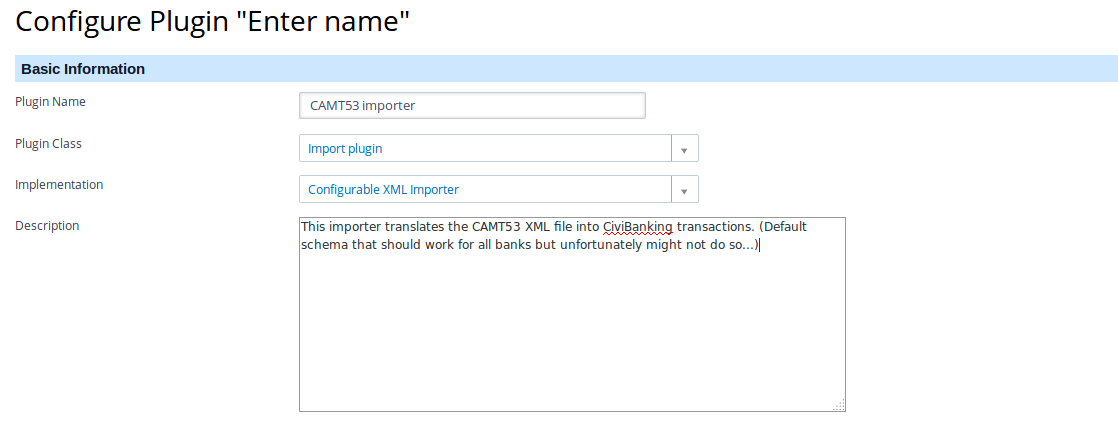 Configure Plugin "Enter name"
Basic Information
Plugin Name
CAMT53 importer
Plugin Class
Import plugin
Implementation
Configurable XML Importer
Description
This importer translates the CAMT53 XML file into CiviBanking transactions. (Default
schema that should work for all banks but unfortunately might not do so...)